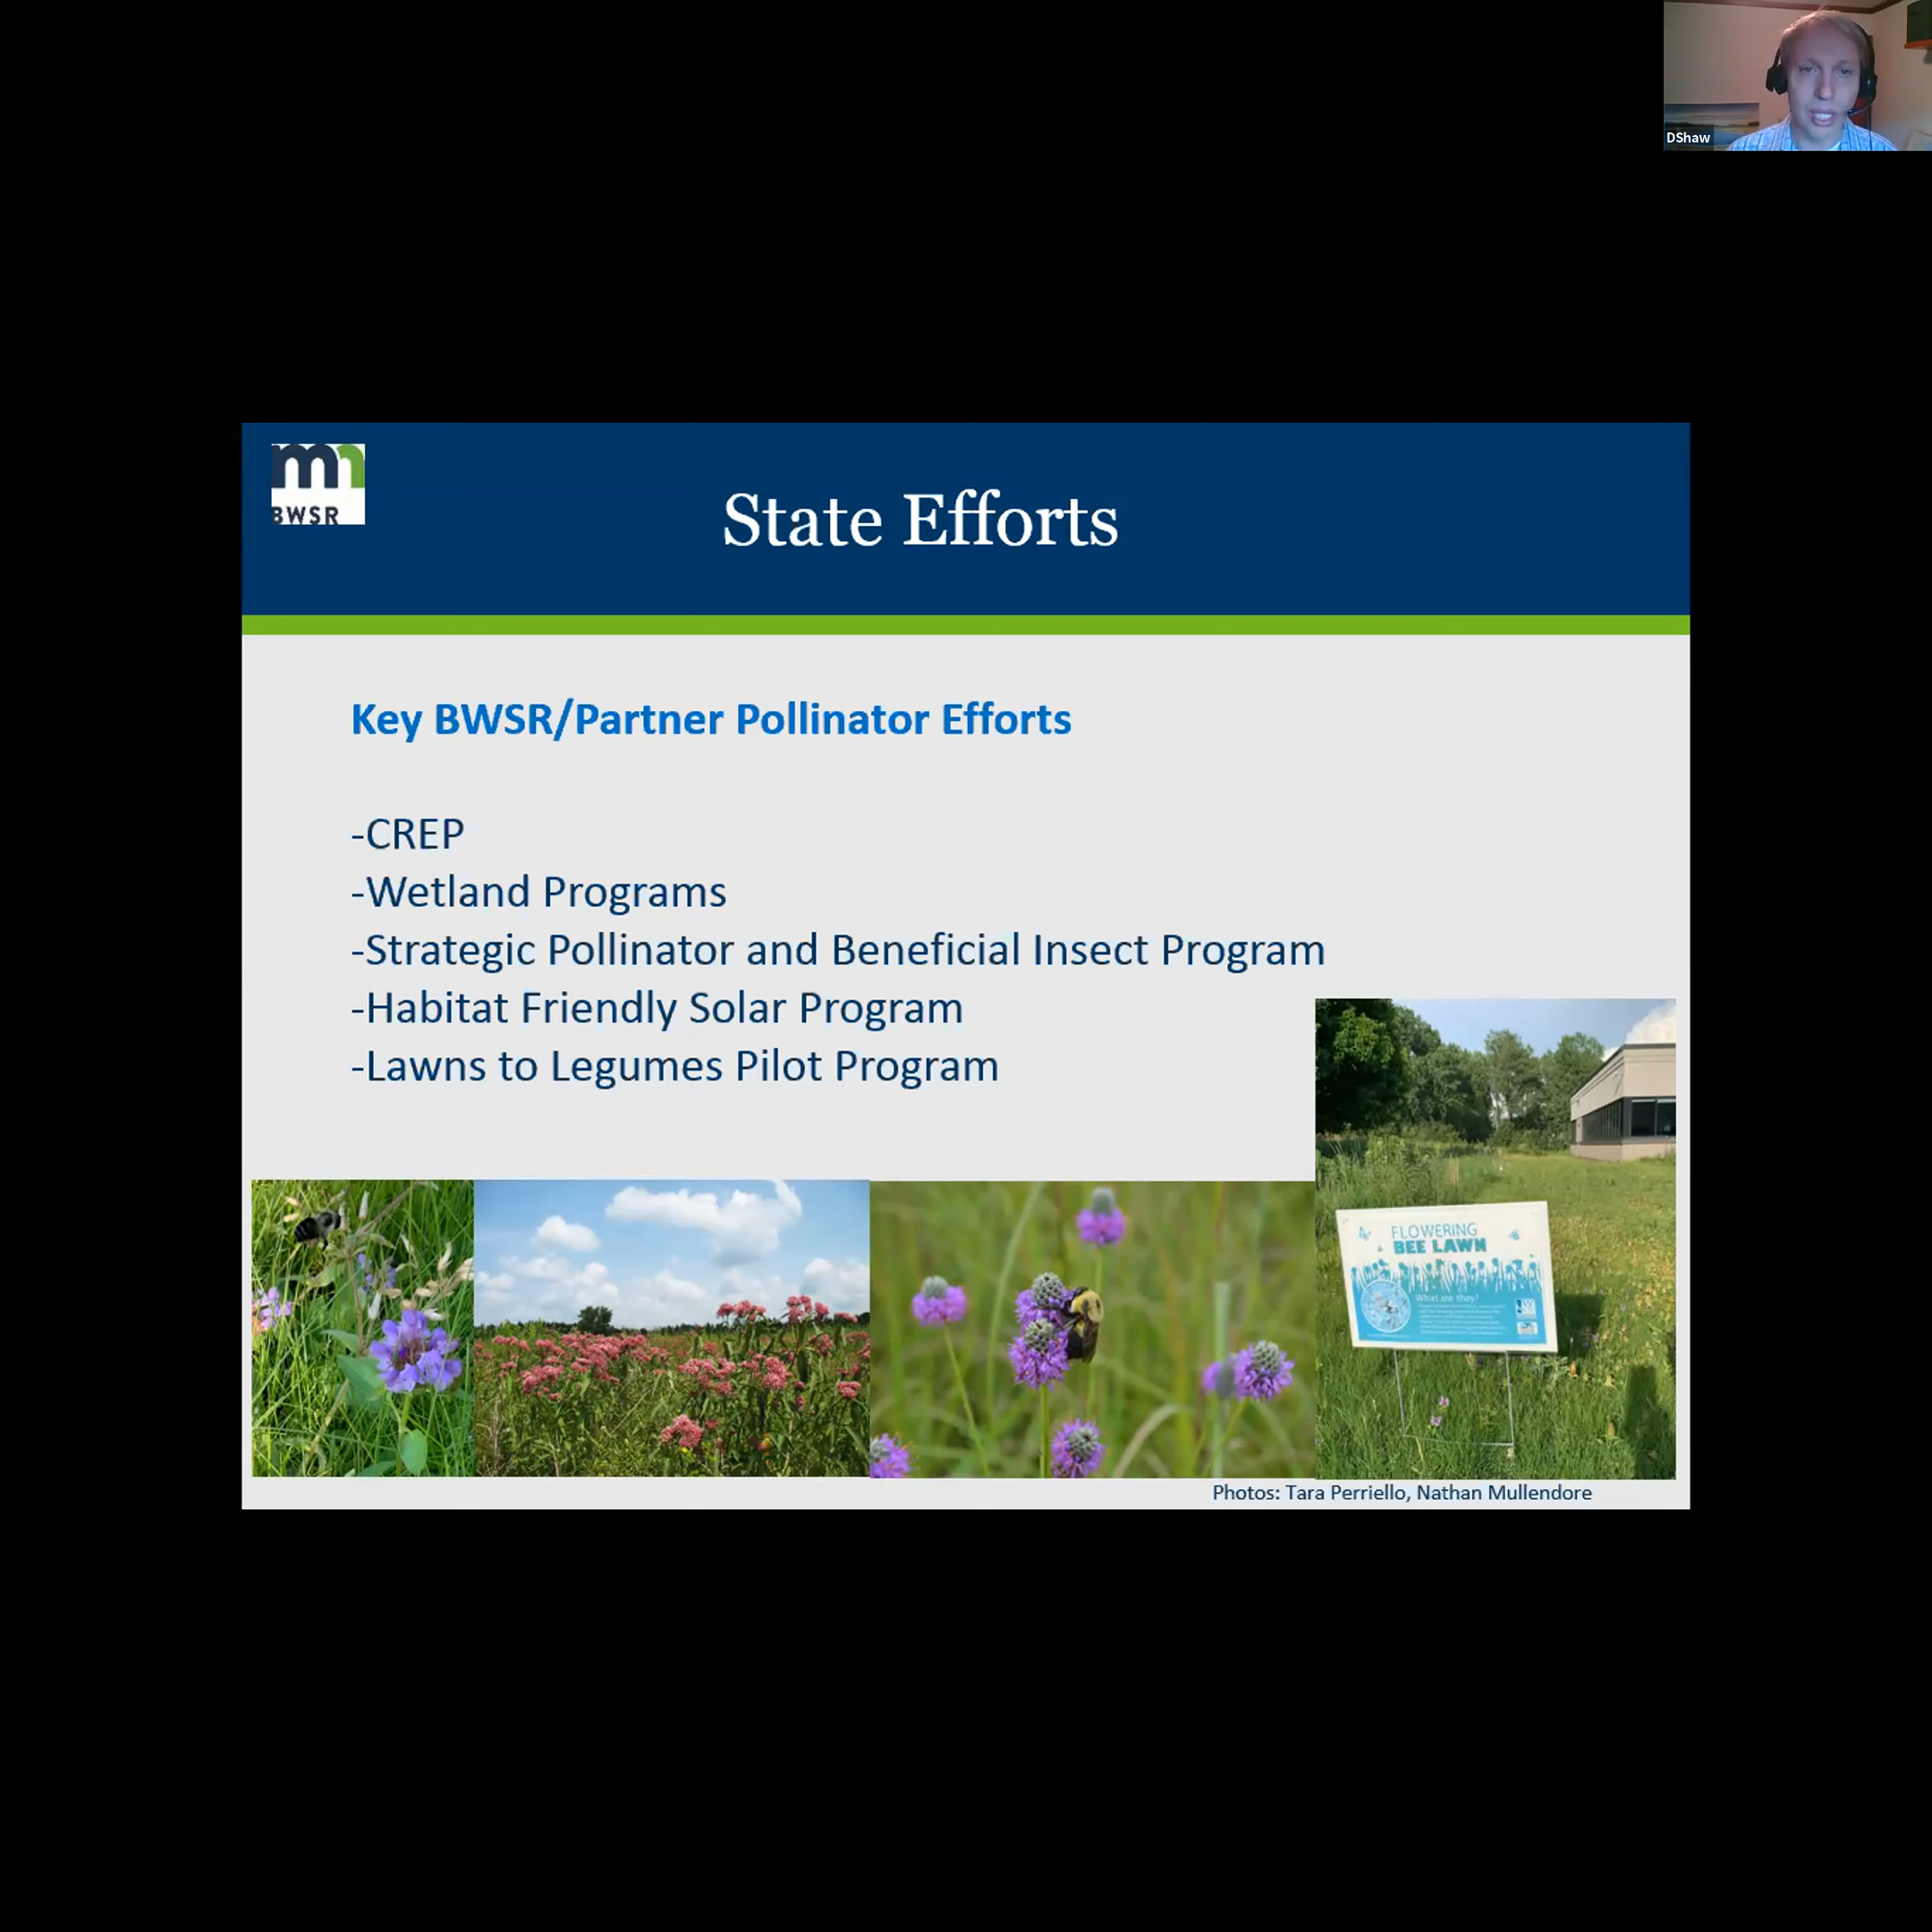 DShaw
mn
BWSR
State Efforts
Key BWSR/Partner Pollinator Efforts
-CREP
-Wetland Programs
-Strategic Pollinator and Beneficial Insect Program
-Habitat Friendly Solar Program
-Lawns to Legumes Pilot Program
FLOWERING
BEE LAWN
What are they?
Photos: Tara Perriello, Nathan Mullendore